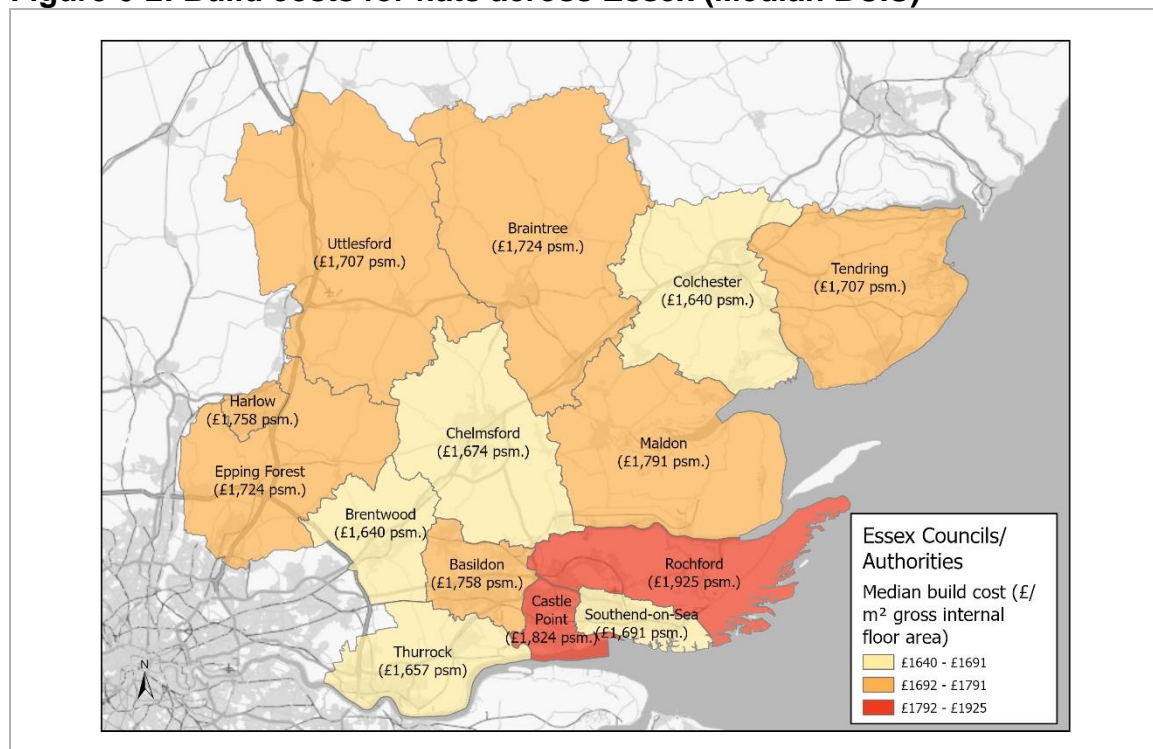 Figure Build costs for flats across Essex (Median BCIS)
Uttlesford
(£1,707 psm.)
Braintree
(£1,724 psm.)
Colchester
(£1,640 psm.)
Tendring
(£1,707 psm.)
Harlow
(£1,758 psm.)
Epping Forest
(£1,724 psm.)
Chelmsford
(£1,674 psm.)
Maldon
(£1,791 psm.)
Brentwood
(£1,640 psm.)
Basildon
(£1,758 psm.)
Rochford
(£1,925 psm.)
Castle
Point
(£1,824 psm.)
Southend-on-Sea
(£1,691 psm.)
Thurrock
(£1,657 psm)
N
Essex Councils/
Authorities
Median build cost (£/
m² gross internal
floor area)
£1640 - £1691
£1692 - £1791
£1792 - £1925